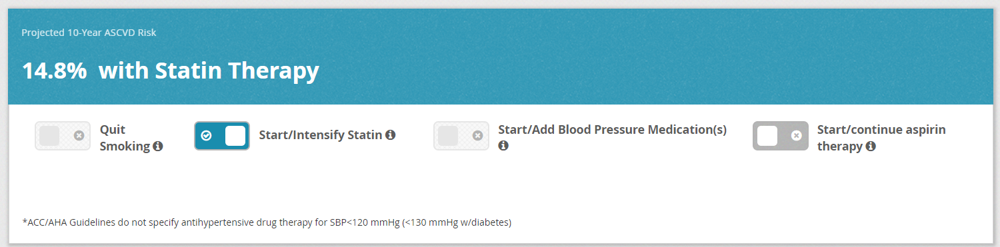 Projected 10-Year ASCVD Risk
14.8% with Statin Therapy
Quit
Smoking
Start/Intensify Statin
Start/Add Blood Pressure Medication(s)
Start/continue aspirin
therapy
*ACC/AHA Guidelines do not specify antihypertensive drug therapy for SBP<120 mmHg (<130 mmHg w/diabetes)